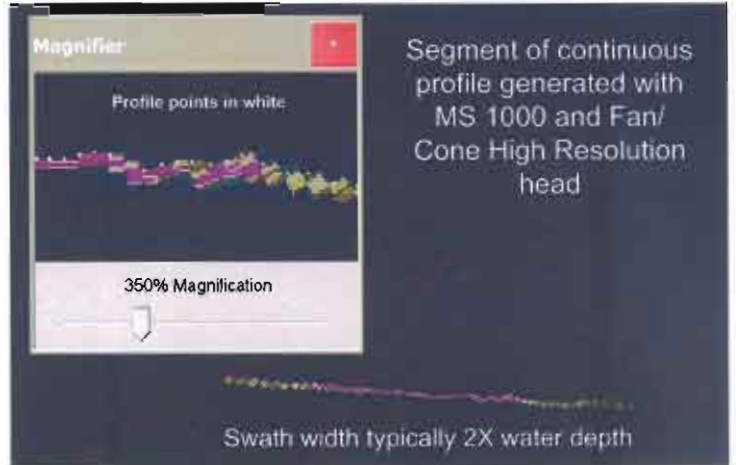 Magnifier
Profile points in white
350% Magnification
Segment of continuous
profile generated with
MS 1000 and Fan/
Cone High Resolution
head
Swath width typically 2X water depth